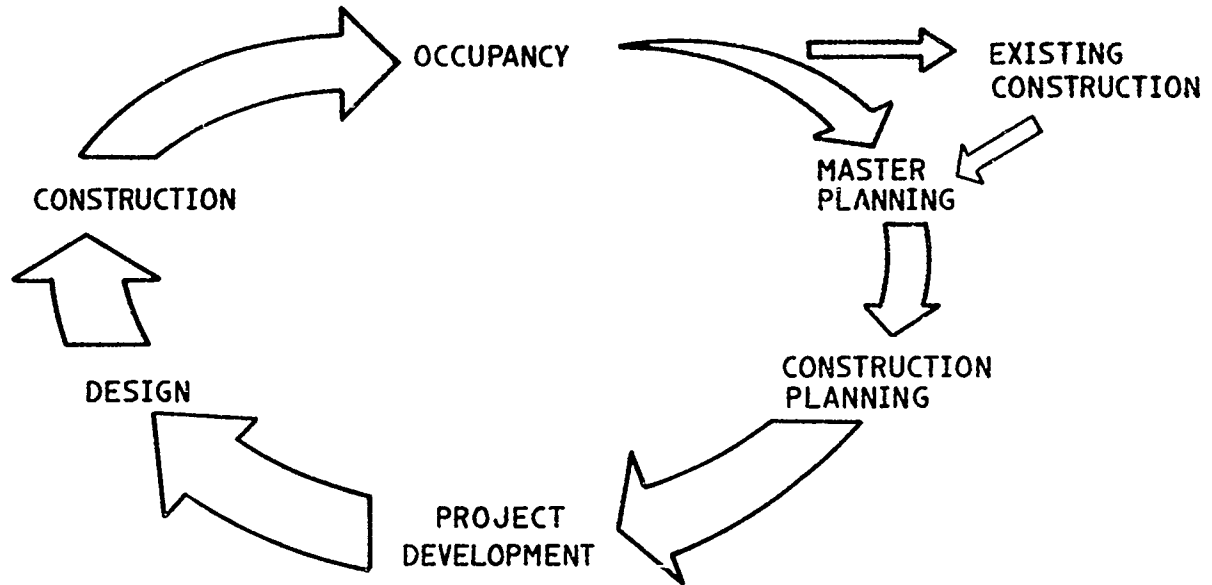 OCCUPANCY
EXISTING
CONSTRUCTION
MASTER
PLANNING
CONSTRUCTION
PLANNING
PROJECT
DEVELOPMENT
DESIGN
CONSTRUCTION